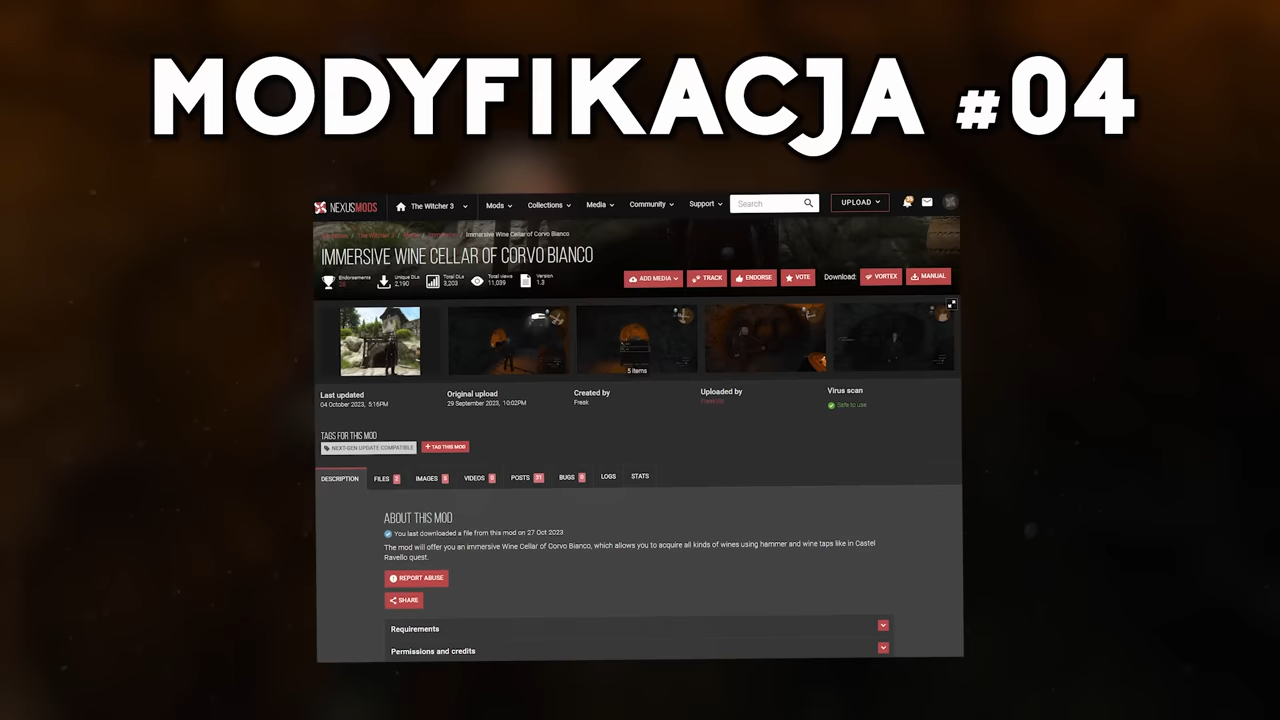 MODYFIKACJA #04
NEXUSMODS The Witcher 3 Mods Collections Media Community Support Search UPLOAD
/ Immersive Wine Cellar of Corvo Bianco
IMMERSIVE WINE CELLAR OF CORVO BIANCO
Endorsements Unique DLs Total DLs Total views Version
28 2,190 3,203 11,039 1.3
ADD MEDIA TRACK ENDORSE VOTE Download: VORTEX MANUAL
5 items
Last updated Original upload Created by Uploaded by Virus scan
04 October 2023, 5:16PM 29 September 2023, 10:02PM Freak Safe to use
TAGS FOR THIS MOD
NEXT-GEN UPDATE COMPATIBLE + TAG THIS MOD
DESCRIPTION FILES 2 IMAGES 5 VIDEOS 0 POSTS 31 BUGS 0 LOGS STATS
ABOUT THIS MOD
You last downloaded a file from this mod on 27 Oct 2023
The mod will offer you an immersive Wine Cellar of Corvo Bianco, which allows you to acquire all kinds of wines using hammer and wine taps like in Castel
Ravello quest.
REPORT ABUSE
SHARE
Requirements
Permissions and credits